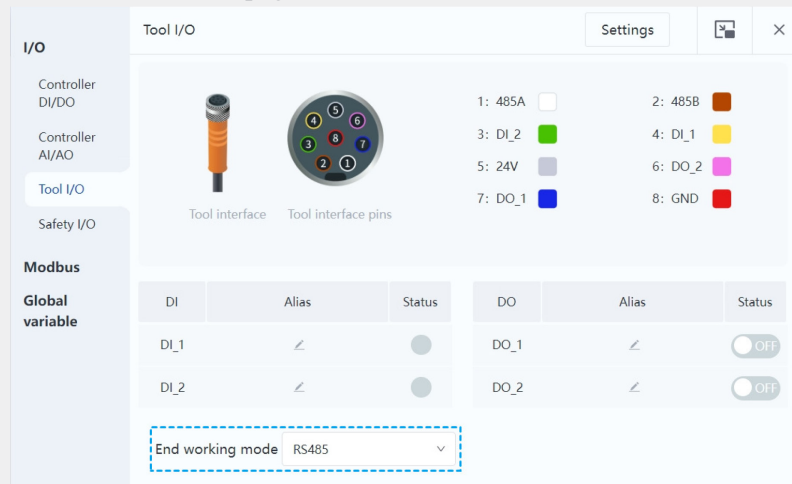 Tool I/O
Settings
I/O
Controller
DI/DO
Controller
AI/AO
Tool I/O
Safety I/O
Modbus
Global
variable
5
4
6
3
8
7
2
1
Tool interface
Tool interface pins
1: 485A
2: 485B
3: DI_2
4: DI_1
5: 24V
6: DO_2
7: DO_1
8: GND
DI Alias Status
DI_1
DI_2
DO Alias Status
DO_1 OFF
DO_2 OFF
End working mode RS485